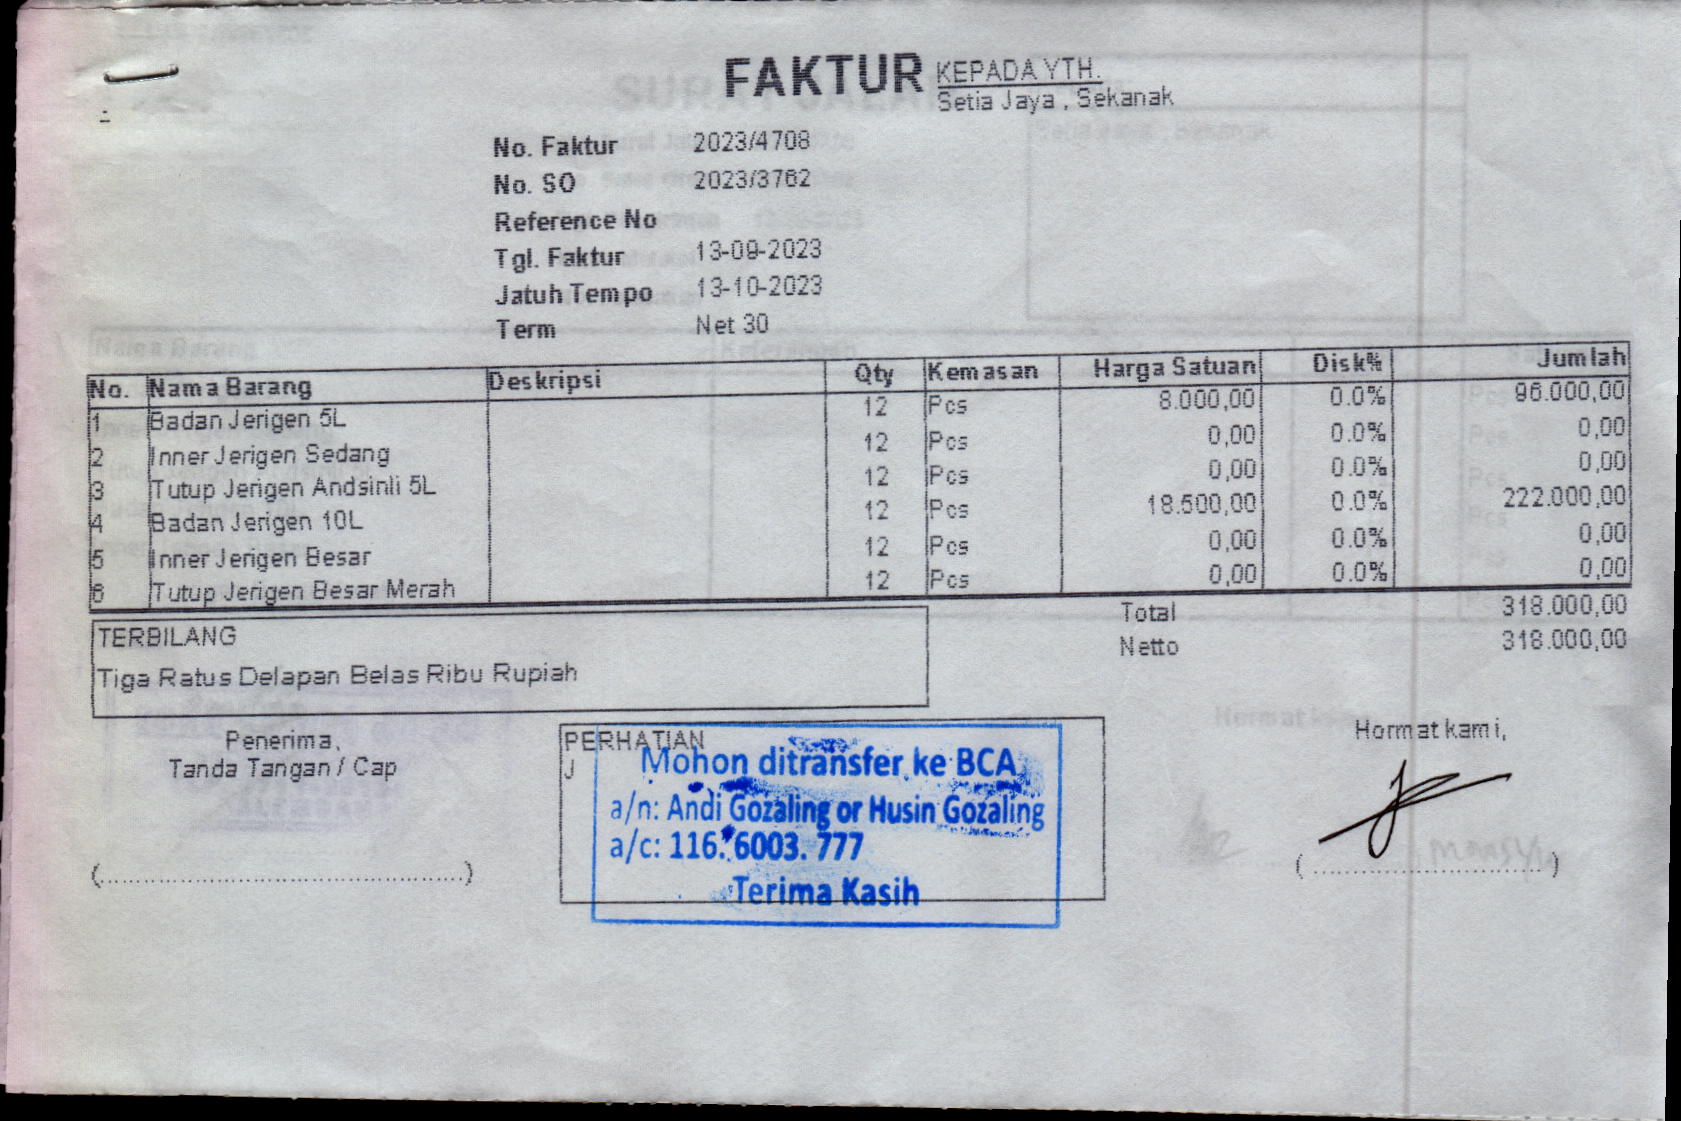 FAKTUR
KEPADA YTH.
Setia Jaya , Sekanak
No. Faktur 2023/4708
No. SO 2023/3762
Reference No
Tgl. Faktur 13-09-2023
Jatuh Tempo 13-10-2023
Term Net 30
No. Nama Barang Deskripsi Qty Kemasan Harga Satuan Disk% Jumlah
1 Badan Jerigen 5L 12 Pcs 8.000,00 0.0% 96.000,00
2 Inner Jerigen Sedang 12 Pcs 0,00 0.0% 0,00
3 Tutup Jerigen Andsinli 5L 12 Pcs 0,00 0.0% 0,00
4 Badan Jerigen 10L 12 Pcs 18.500,00 0.0% 222.000,00
5 Inner Jerigen Besar 12 Pcs 0,00 0.0% 0,00
6 Tutup Jerigen Besar Merah 12 Pcs 0,00 0.0% 0,00
Total 318.000,00
Netto 318.000,00
TERBILANG
Tiga Ratus Delapan Belas Ribu Rupiah
Penerima,
Tanda Tangan / Cap
(..........................................)
PERHATIAN
J
Mohon ditransfer ke BCA
a/n: Andi Gozaling or Husin Gozaling
a/c: 116. 6003. 777
Terima Kasih
Hormat kami,
(..........................)